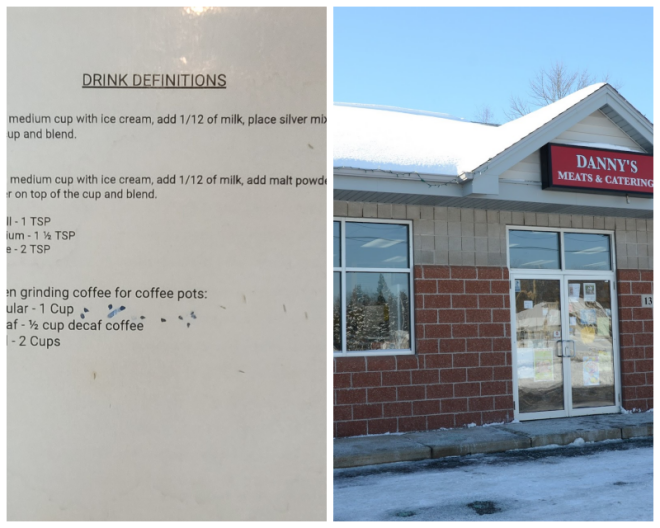 DRINK DEFINITIONS
medium cup with ice cream, add 1/12 of milk, place silver mix
up and blend.
medium cup with ice cream, add 1/12 of milk, add malt powde
r on top of the cup and blend.
ll - 1 TSP
ium - 1 ½ TSP
e - 2 TSP
en grinding coffee for coffee pots:
ular - 1 Cup
af - ½ cup decaf coffee
l - 2 Cups
DANNY'S
MEATS & CATERING
13